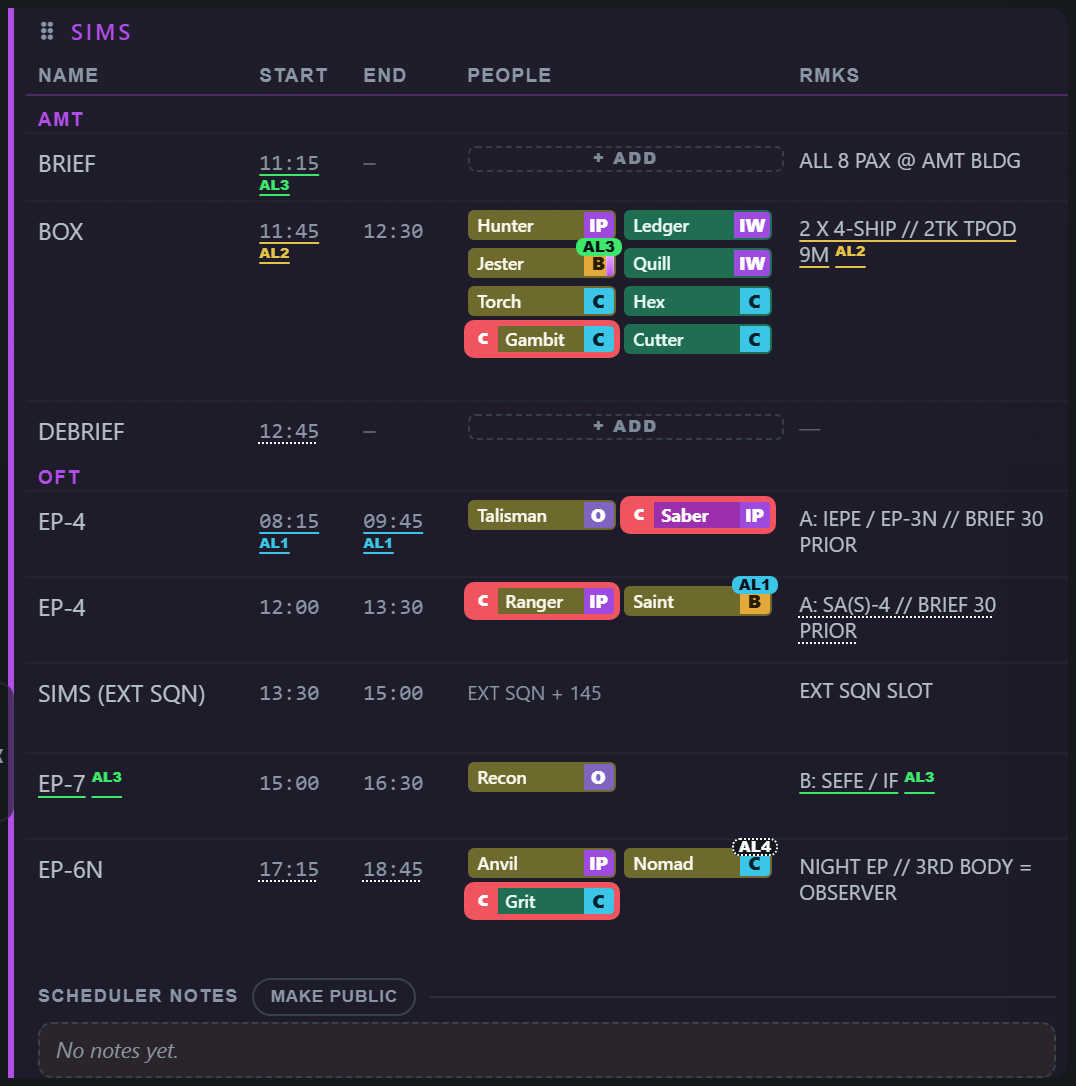 SIMS
NAME START END PEOPLE RMKS
AMT
BRIEF 11:15 – + ADD ALL 8 PAX @ AMT BLDG
AL3
BOX 11:45 12:30 Hunter IP Ledger IW 2 X 4-SHIP // 2TK TPOD
AL2 AL3 9M AL2
Jester B Quill IW
Torch C Hex C
C Gambit C Cutter C
DEBRIEF 12:45 – + ADD —
OFT
EP-4 08:15 09:45 Talisman O C Saber IP A: IEPE / EP-3N // BRIEF 30
AL1 AL1 PRIOR
AL1
EP-4 12:00 13:30 C Ranger IP Saint B A: SA(S)-4 // BRIEF 30
PRIOR
SIMS (EXT SQN) 13:30 15:00 EXT SQN + 145 EXT SQN SLOT
EP-7 AL3 15:00 16:30 Recon O B: SEFE / IF AL3
AL4
EP-6N 17:15 18:45 Anvil IP Nomad C NIGHT EP // 3RD BODY =
C Grit C OBSERVER
SCHEDULER NOTES MAKE PUBLIC
No notes yet.